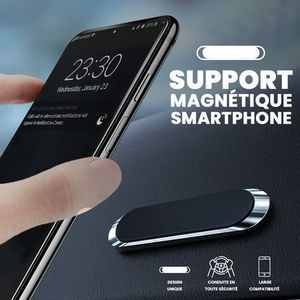 23:30
Wednesday, January 23
SUPPORT
MAGNÉTIQUE
SMARTPHONE
DESIGN
UNIQUE
CONDUITE EN
TOUTE SÉCURITÉ
LARGE
COMPATIBILITÉ